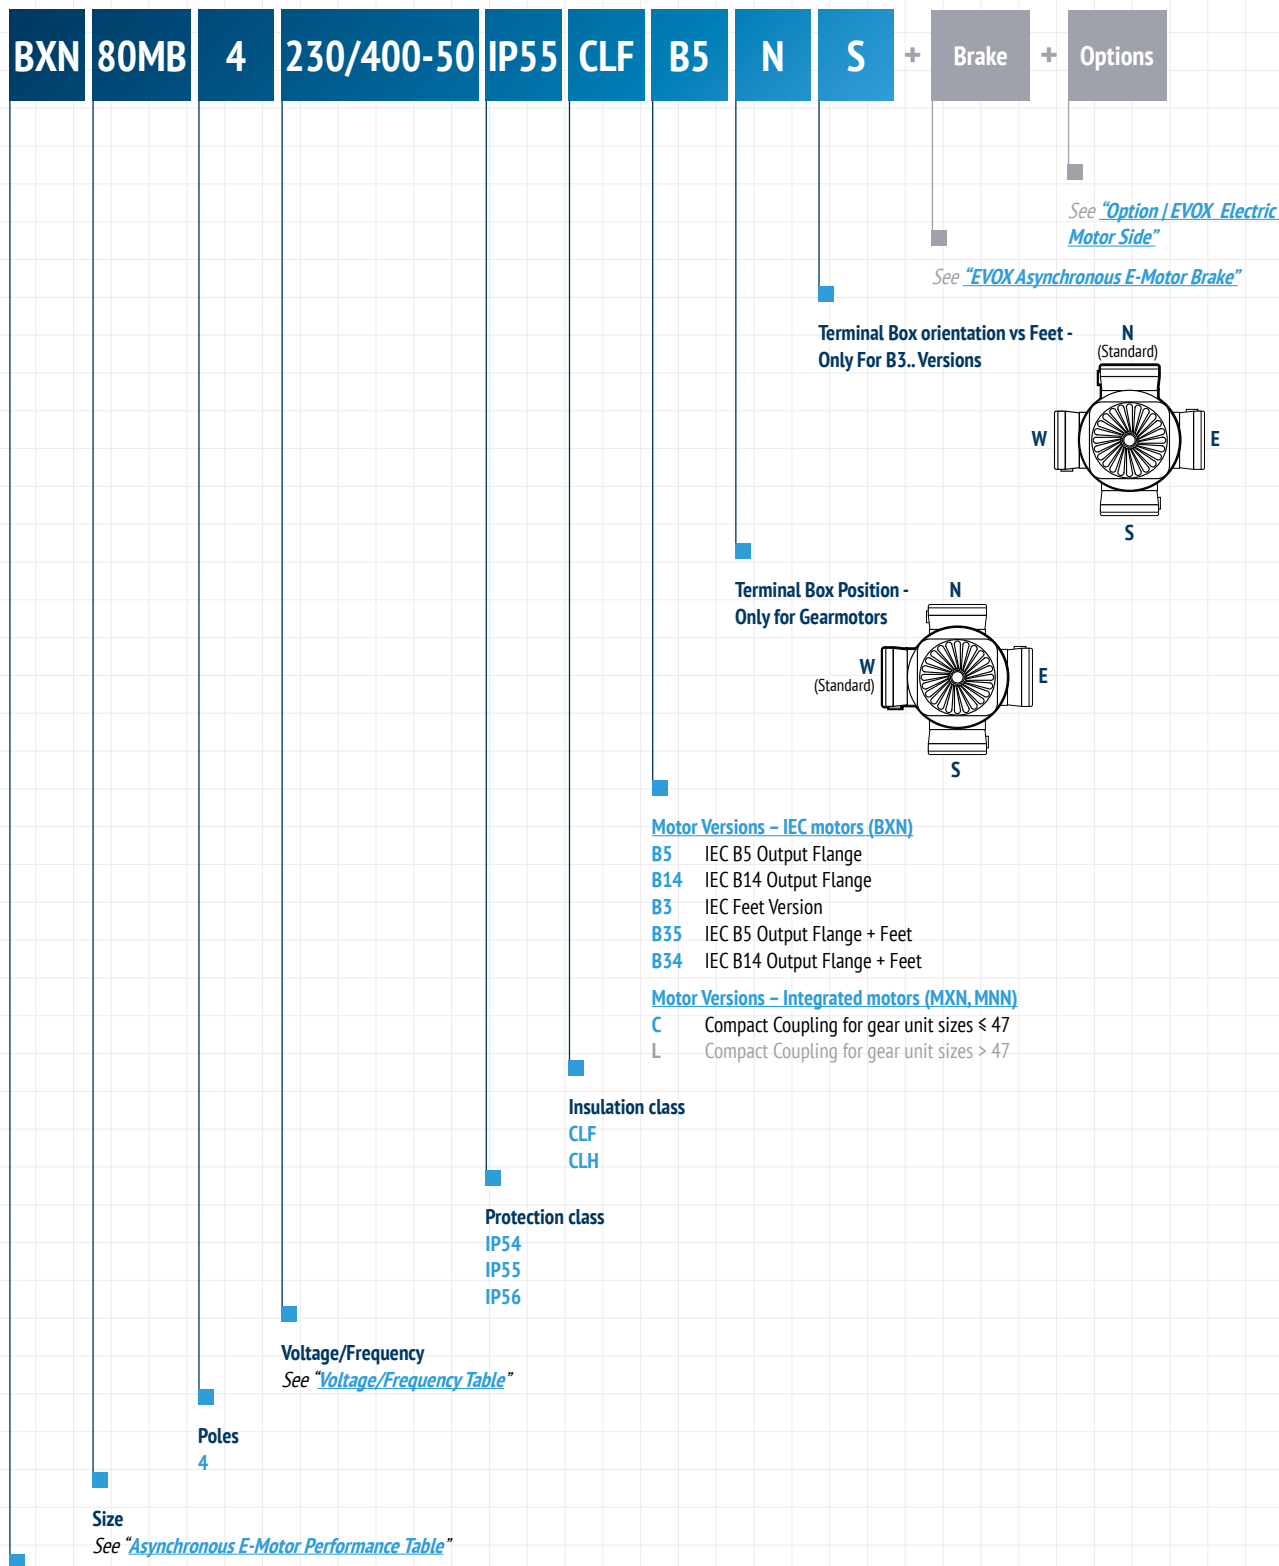 BXN 80MB 4 230/400-50 IP55 CLF B5 N S + Brake + Options
See “Option | EVOX Electric
Motor Side”
See “EVOX Asynchronous E-Motor Brake”
Terminal Box orientation vs Feet -
Only For B3.. Versions
N
(Standard)
W
E
S
Terminal Box Position -
Only for Gearmotors
N
W
(Standard)
E
S
Motor Versions – IEC motors (BXN)
B5 IEC B5 Output Flange
B14 IEC B14 Output Flange
B3 IEC Feet Version
B35 IEC B5 Output Flange + Feet
B34 IEC B14 Output Flange + Feet
Motor Versions – Integrated motors (MXN, MNN)
C Compact Coupling for gear unit sizes ≤ 47
L Compact Coupling for gear unit sizes > 47
Insulation class
CLF
CLH
Protection class
IP54
IP55
IP56
Voltage/Frequency
See “Voltage/Frequency Table”
Poles
4
Size
See “Asynchronous E-Motor Performance Table”